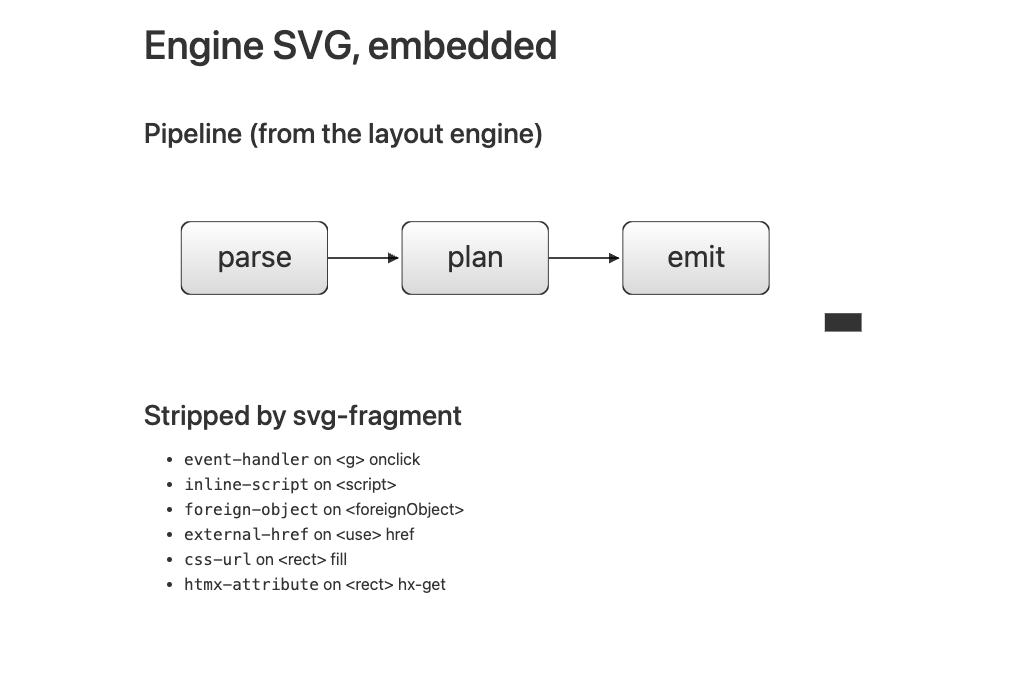 Engine SVG, embedded
Pipeline (from the layout engine)
parse plan emit
Stripped by svg-fragment
• event-handler on <g> onclick
• inline-script on <script>
• foreign-object on <foreignObject>
• external-href on <use> href
• css-url on <rect> fill
• htmx-attribute on <rect> hx-get